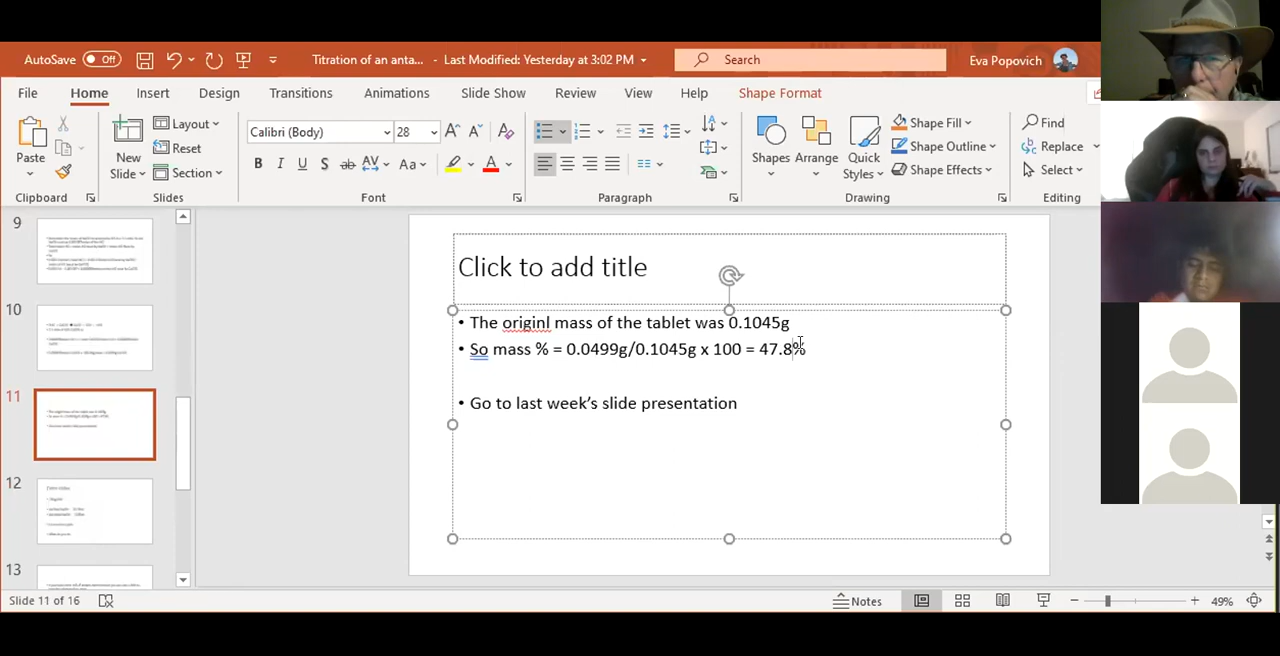 AutoSave Off Titration of an anta... - Last Modified: Yesterday at 3:02 PM Search Eva Popovich
File Home Insert Design Transitions Animations Slide Show Review View Help Shape Format
Paste
Clipboard
New Slide
Layout
Reset
Section
Slides
Calibri (Body) 28
Font
Paragraph
Shapes Arrange Quick Styles
Shape Fill
Shape Outline
Shape Effects
Drawing
Find
Replace
Select
Editing
9
10
11
12
13
Click to add title
• The originl mass of the tablet was 0.1045g
• So mass % = 0.0499g/0.1045g x 100 = 47.8%
• Go to last week's slide presentation
Slide 11 of 16 Notes 49%